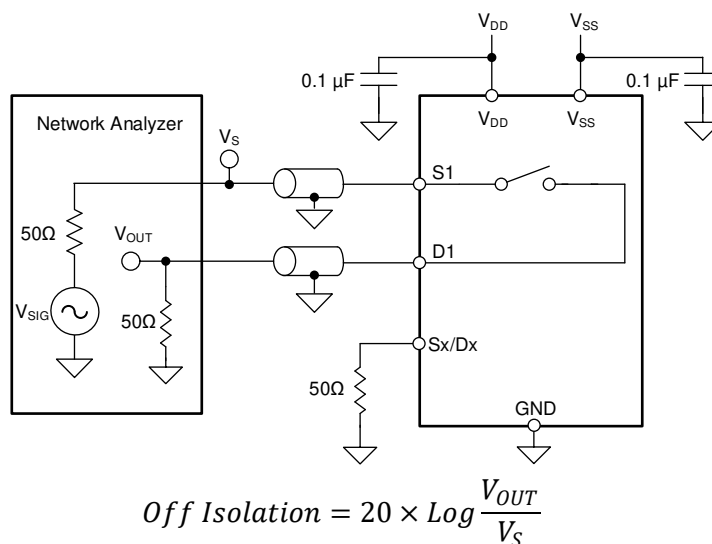 V_DD V_SS
0.1 µF 0.1 µF
V_DD V_SS
Network Analyzer
V_S
S1
50Ω
V_OUT
D1
V_SIG
50Ω
Sx/Dx
50Ω
GND
Off Isolation = 20 × Log V_OUT / V_S